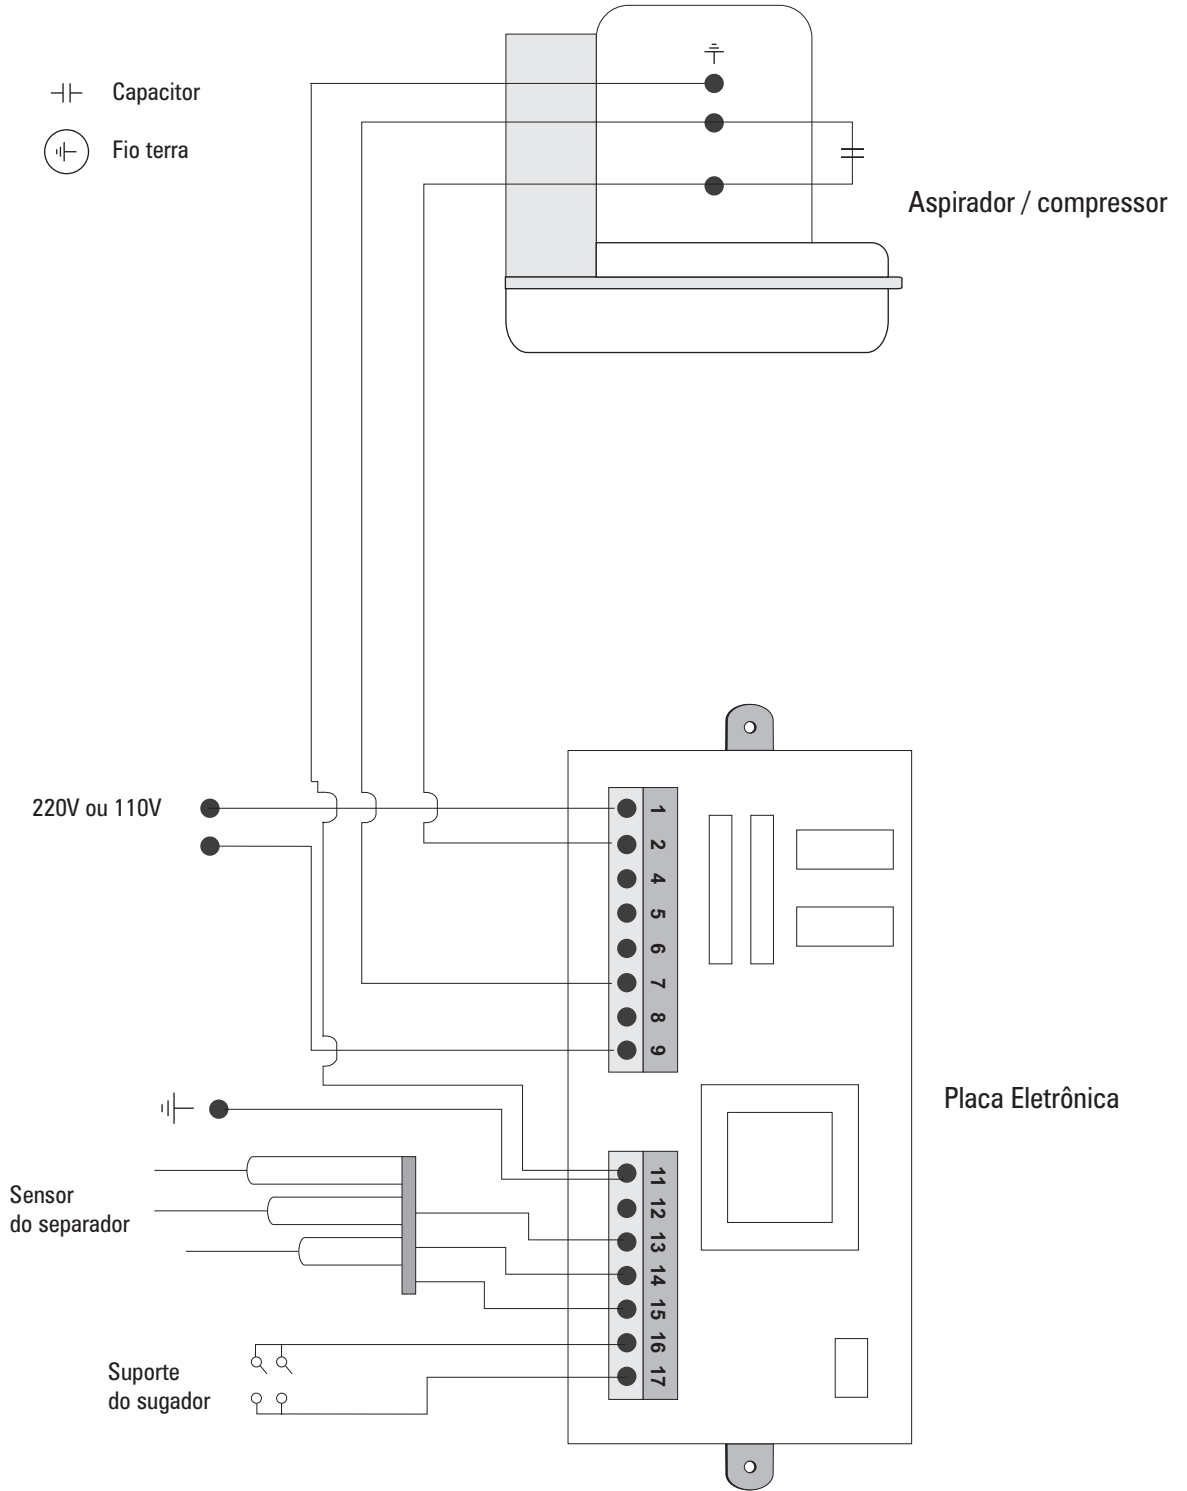 Capacitor
Fio terra
Aspirador / compressor
220V ou 110V
1
2
4
5
6
7
8
9
Placa Eletrônica
11
12
13
14
15
16
17
Sensor
do separador
Suporte
do sugador